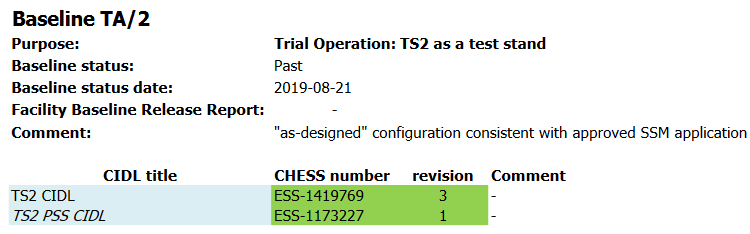 Baseline TA/2
Purpose: Trial Operation: TS2 as a test stand
Baseline status: Past
Baseline status date: 2019-08-21
Facility Baseline Release Report: -
Comment: "as-designed" configuration consistent with approved SSM application
CIDL title CHESS number revision Comment
TS2 CIDL ESS-1419769 3 -
TS2 PSS CIDL ESS-1173227 1 -